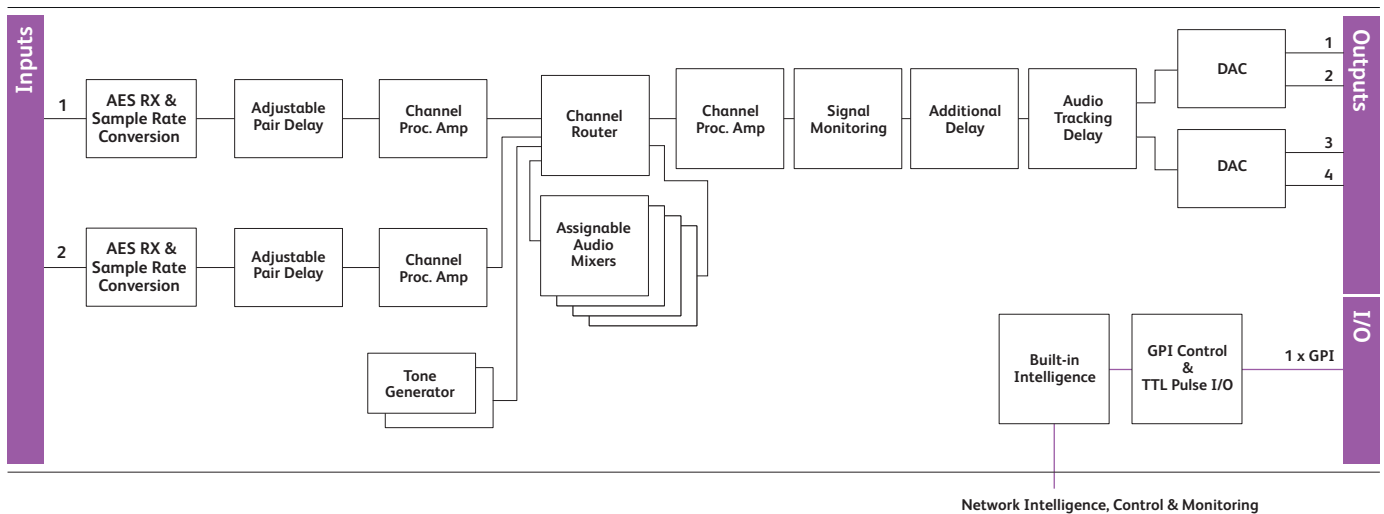 Inputs
1
AES RX &
Sample Rate
Conversion
Adjustable
Pair Delay
Channel
Proc. Amp
Channel
Router
Channel
Proc. Amp
Signal
Monitoring
Additional
Delay
Audio
Tracking
Delay
DAC
1
2
DAC
3
4
Outputs
2
AES RX &
Sample Rate
Conversion
Adjustable
Pair Delay
Channel
Proc. Amp
Assignable
Audio
Mixers
Tone
Generator
Built-in
Intelligence
GPI Control
&
TTL Pulse I/O
1 x GPI
I/O
Network Intelligence, Control & Monitoring